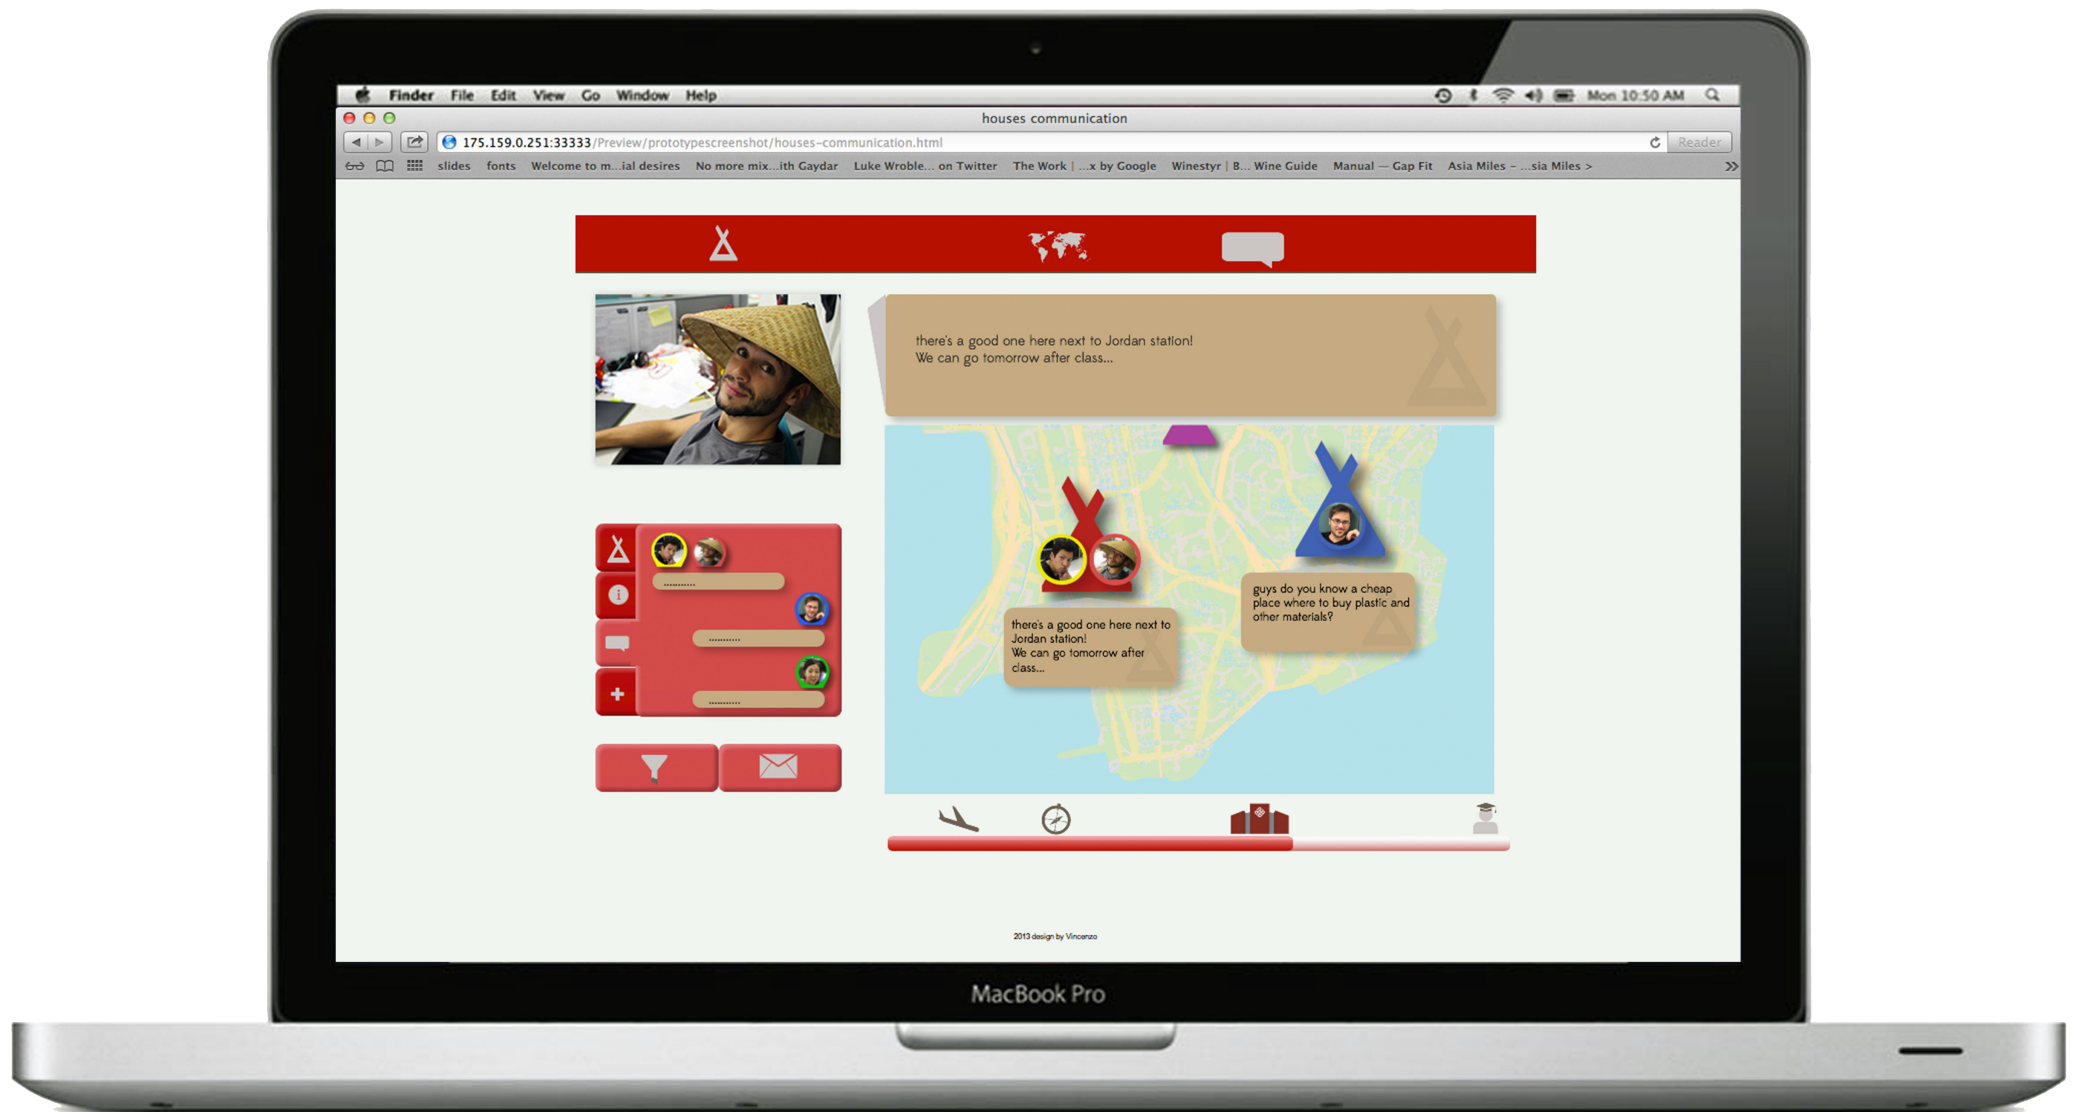 Finder File Edit View Go Window Help Mon 10:50 AM
houses communication
175.159.0.251:33333/Preview/prototypescreenshot/houses-communication.html Reader
slides fonts Welcome to m...ial desires No more mix...ith Gaydar Luke Wroble... on Twitter The Work | ...x by Google Winestyr | B... Wine Guide Manual — Gap Fit Asia Miles – ...sia Miles >
there's a good one here next to Jordan station!
We can go tomorrow after class...
...........
...........
...........
there's a good one here next to
Jordan station!
We can go tomorrow after
class...
guys do you know a cheap
place where to buy plastic and
other materials?
2013 design by Vincenzo
MacBook Pro